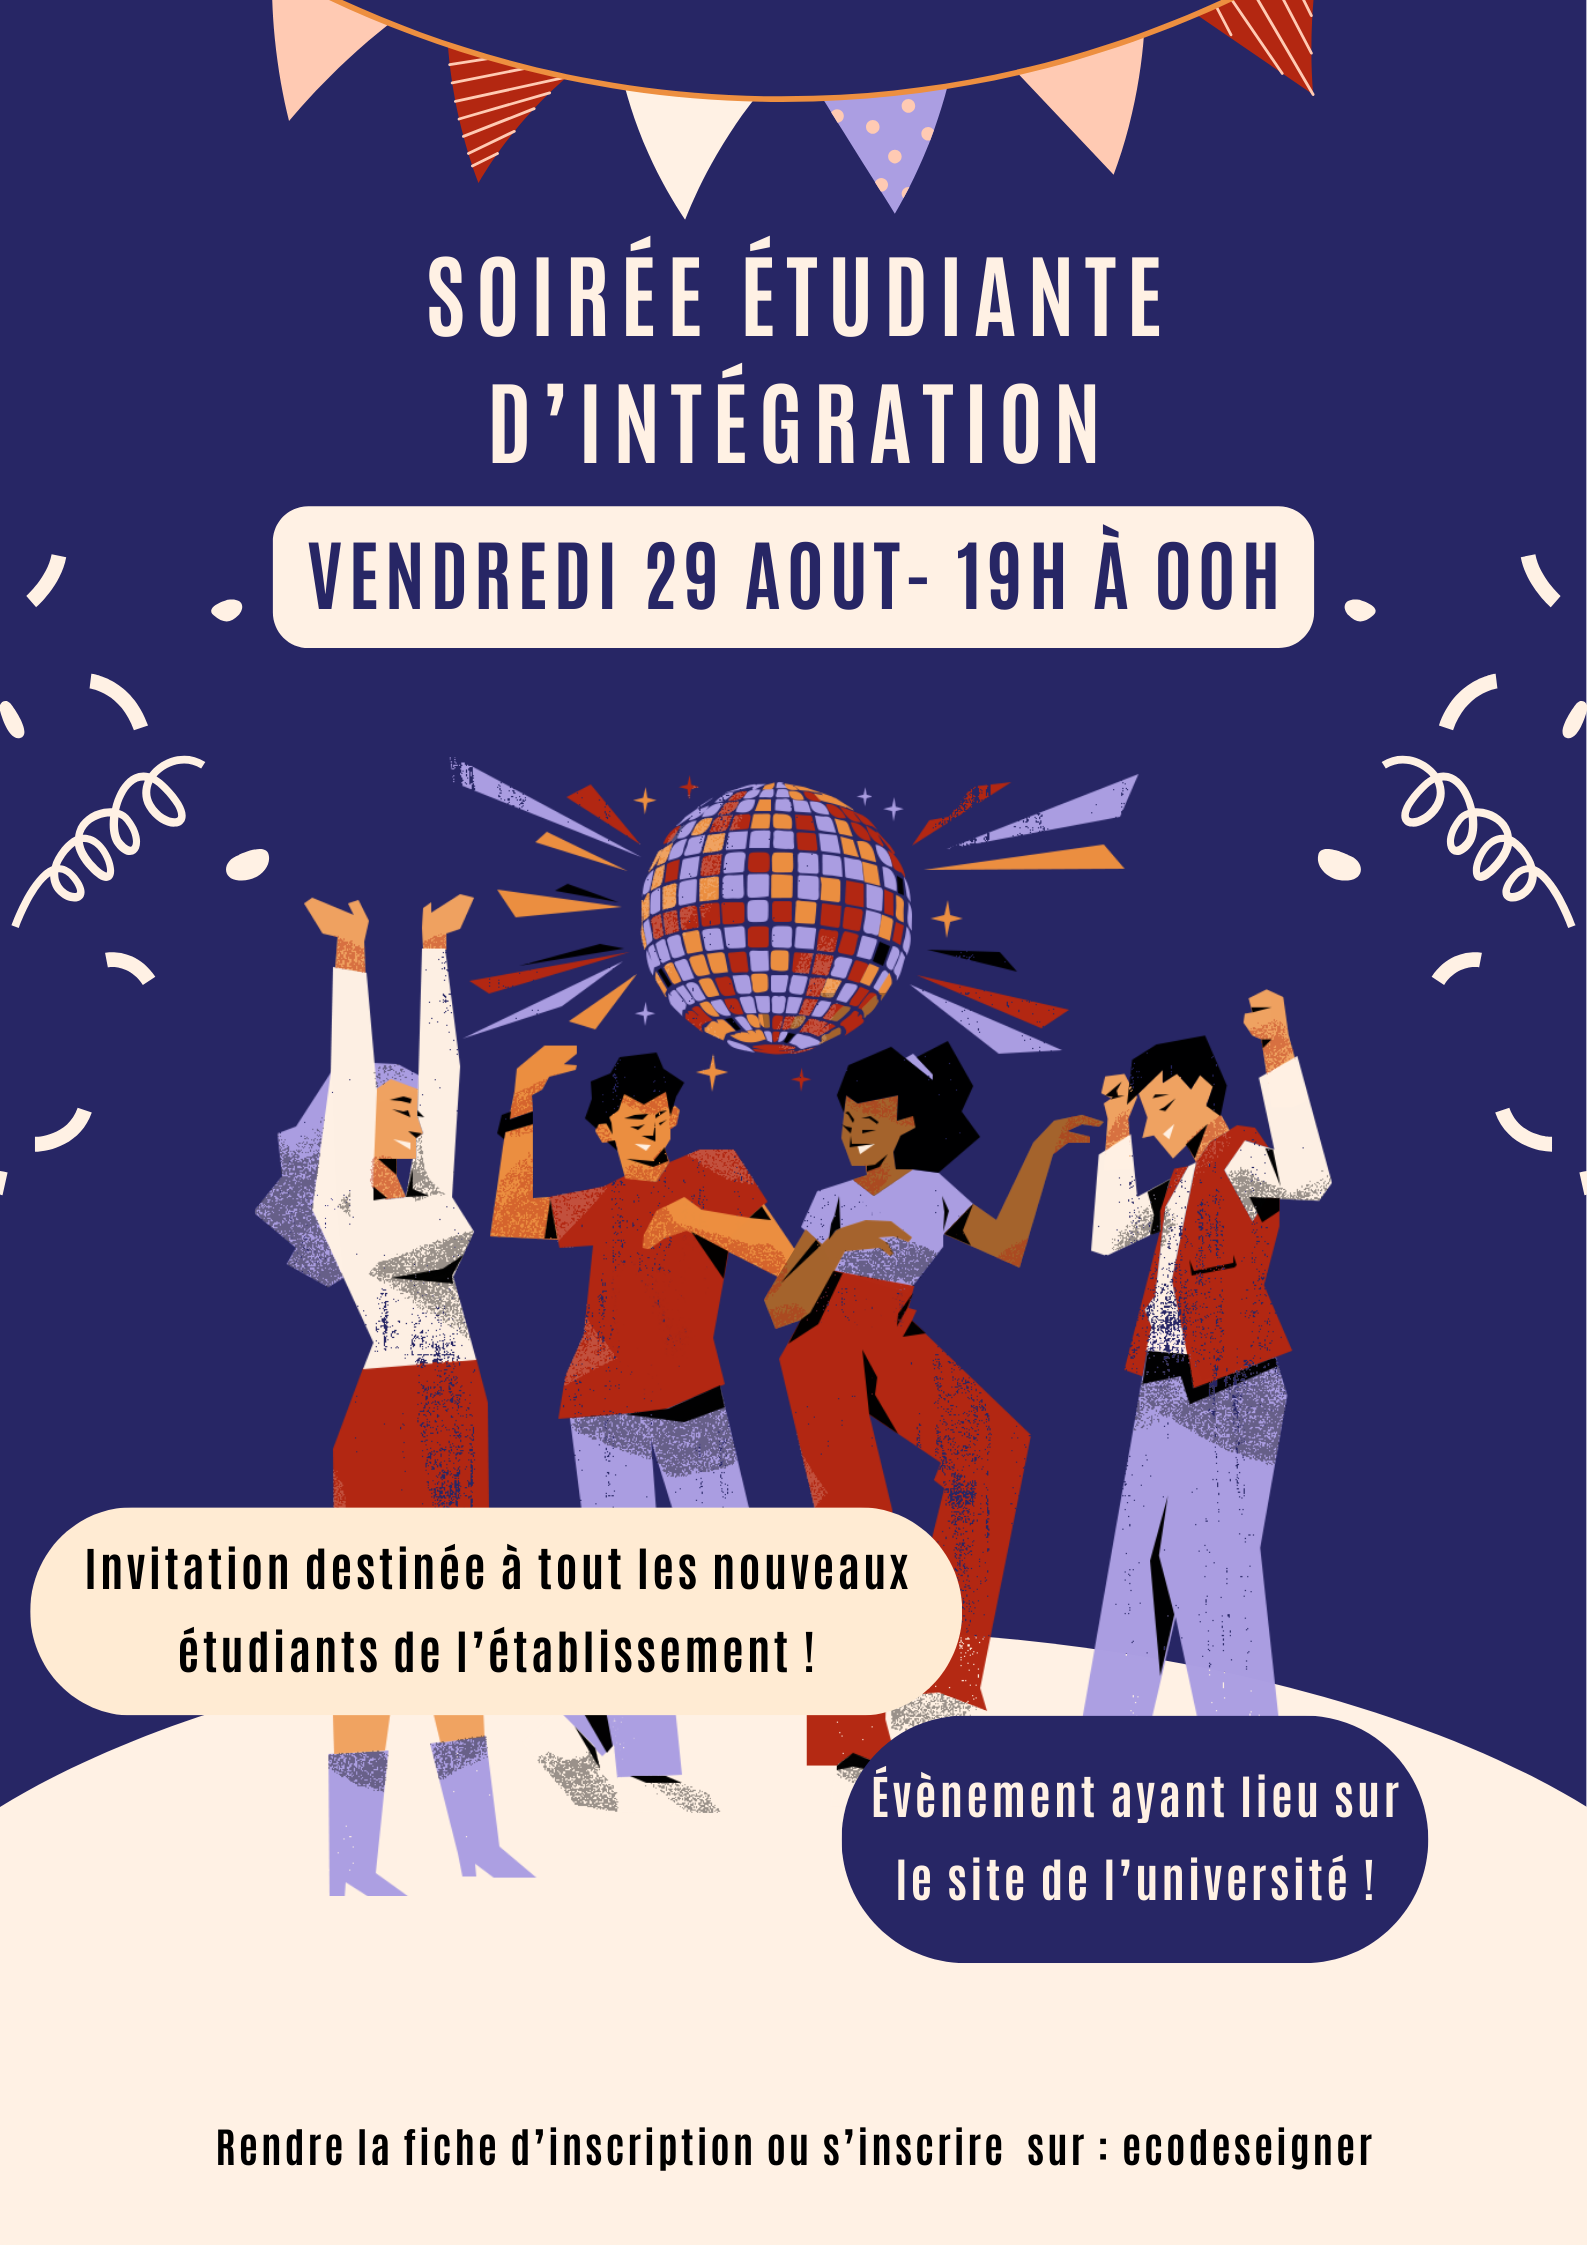 SOIRÉE ÉTUDIANTE
D’INTÉGRATION
VENDREDI 29 AOUT- 19H À 00H
Invitation destinée à tout les nouveaux
étudiants de l’établissement !
Évènement ayant lieu sur
le site de l’université !
Rendre la fiche d’inscription ou s’inscrire  sur : ecodeseigner